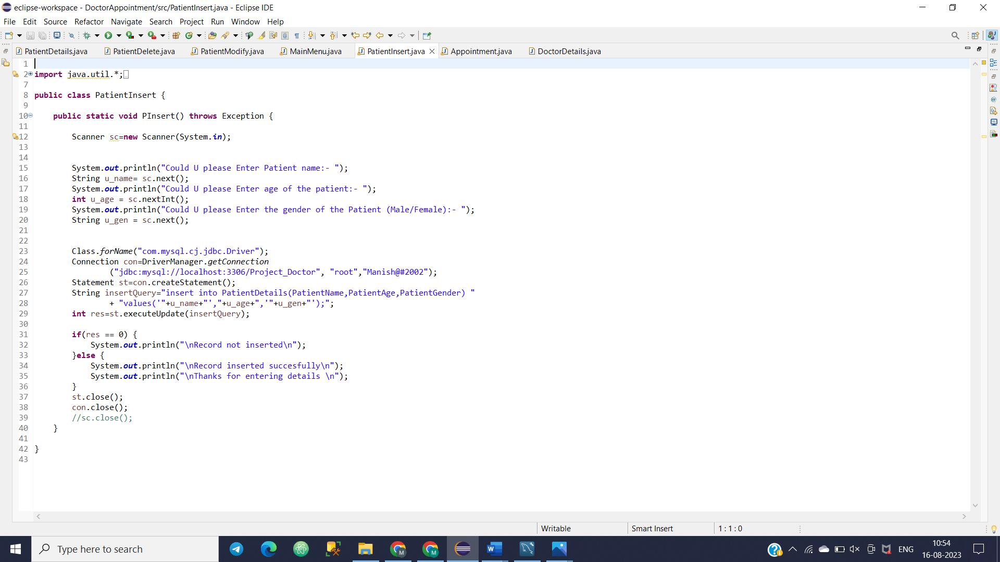 eclipse-workspace - DoctorAppointment/src/PatientInsert.java - Eclipse IDE
File Edit Source Refactor Navigate Search Project Run Window Help
PatientDetails.java PatientDelete.java PatientModify.java MainMenu.java PatientInsert.java Appointment.java DoctorDetails.java
1
2 import java.util.*;
7
8 public class PatientInsert {
9
10 public static void PInsert() throws Exception {
11
12 Scanner sc=new Scanner(System.in);
13
14
15 System.out.println("Could U please Enter Patient name:- ");
16 String u_name= sc.next();
17 System.out.println("Could U please Enter age of the patient:- ");
18 int u_age = sc.nextInt();
19 System.out.println("Could U please Enter the gender of the Patient (Male/Female):- ");
20 String u_gen = sc.next();
21
22
23 Class.forName("com.mysql.cj.jdbc.Driver");
24 Connection con=DriverManager.getConnection
25 ("jdbc:mysql://localhost:3306/Project_Doctor", "root","Manish@#2002");
26 Statement st=con.createStatement();
27 String insertQuery="insert into PatientDetails(PatientName,PatientAge,PatientGender) "
28 + "values('"+u_name+"',"+u_age+",'"+u_gen+"');";
29 int res=st.executeUpdate(insertQuery);
30
31 if(res == 0) {
32 System.out.println("\nRecord not inserted\n");
33 }else {
34 System.out.println("\nRecord inserted succesfully\n");
35 System.out.println("\nThanks for entering details \n");
36 }
37 st.close();
38 con.close();
39 //sc.close();
40 }
41
42 }
43
Writable Smart Insert 1 : 1 : 0
Type here to search
ENG
10:54
16-08-2023